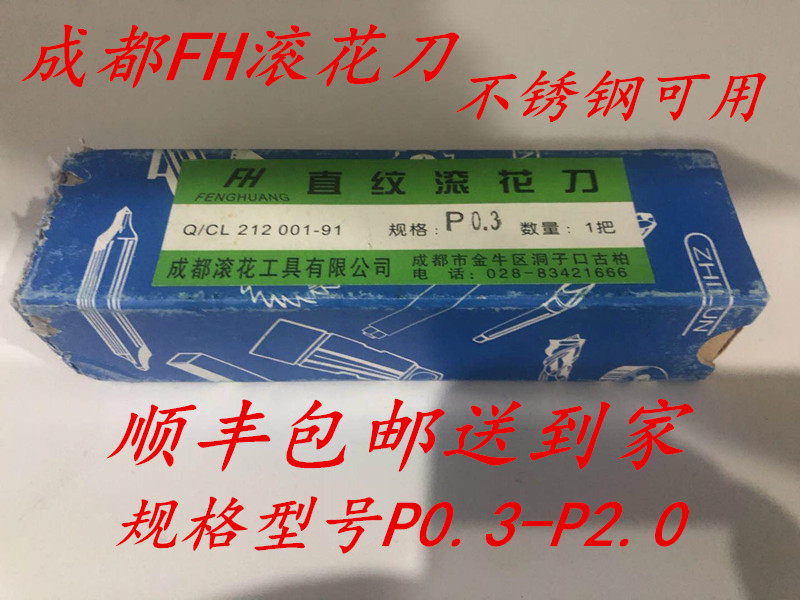 成都FH滚花刀
不锈钢可用
FH 直纹滚花刀
FENGHUANG
Q/CL 212 001-91 规格: P 0.3 数量: 1把
成都滚花工具有限公司 成都市金牛区洞子口古柏
电 话: 028-83421666
顺丰包邮送到家
规格型号P0.3-P2.0